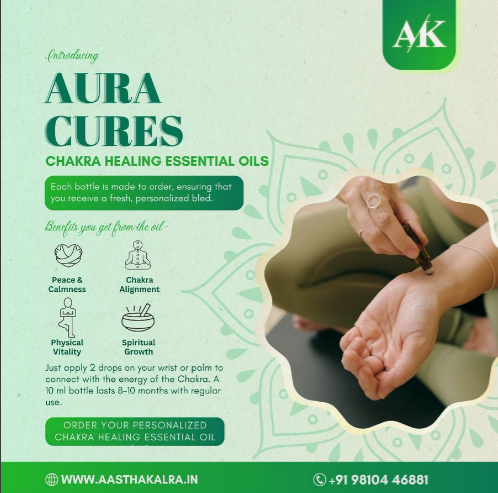 AK
Introducing
AURA
CURES
CHAKRA HEALING ESSENTIAL OILS
Each bottle is made to order, ensuring that
you receive a fresh, personalized bled.
Benefits you get from the oil -
Peace &
Calmness
Chakra
Alignment
Physical
Vitality
Spiritual
Growth
Just apply 2 drops on your wrist or palm to
connect with the energy of the Chakra. A
10 ml bottle lasts 8-10 months with regular
use.
ORDER YOUR PERSONALIZED
CHAKRA HEALING ESSENTIAL OIL
WWW.AASTHAKALRA.IN
+91 98104 46881